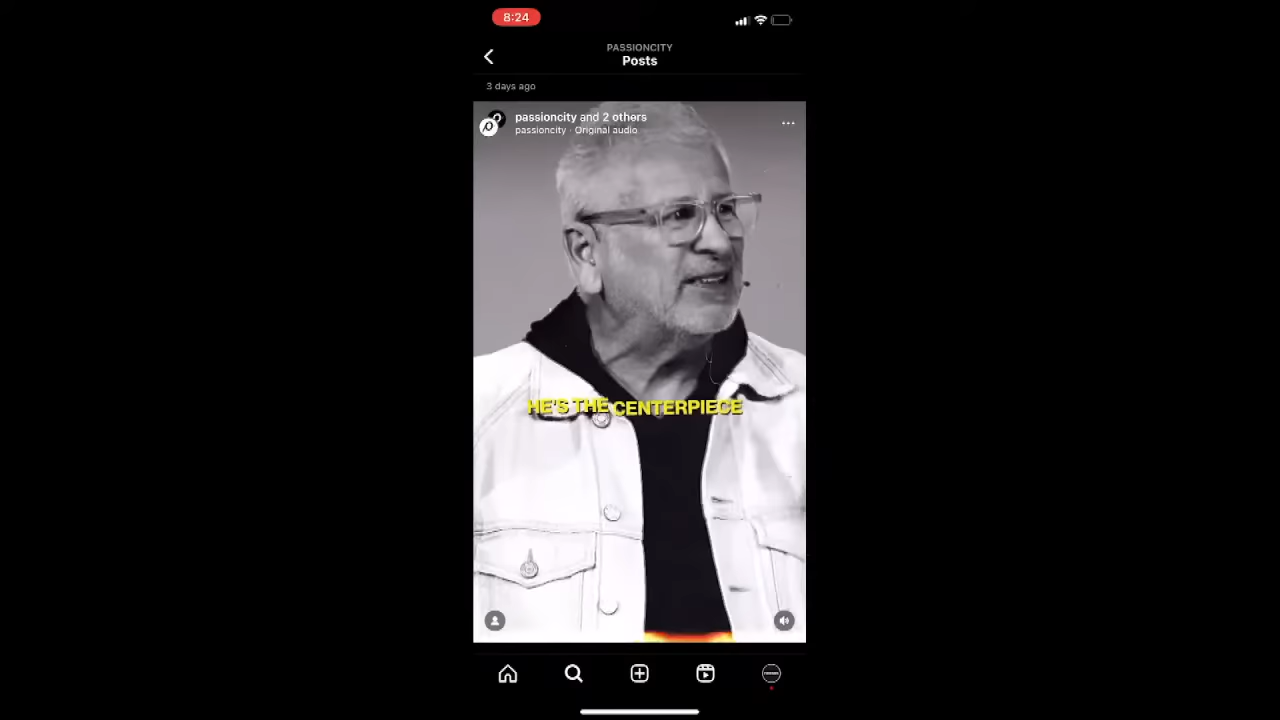 8:24
PASSIONCITY
Posts
3 days ago
passioncity and 2 others
passioncity · Original audio
HE'S THE CENTERPIECE